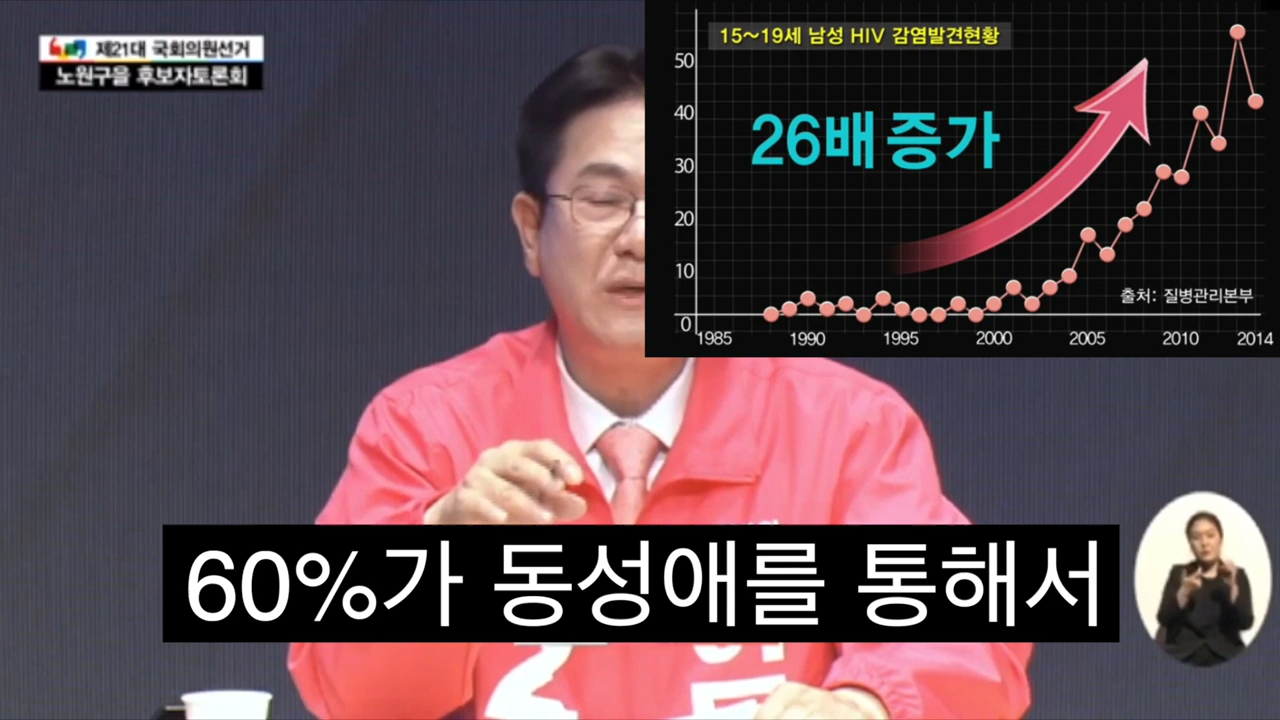 제21대 국회의원선거
노원구을 후보자토론회
15~19세 남성 HIV 감염발견현황
26배 증가
50
40
30
20
10
0
출처: 질병관리본부
1985 1990 1995 2000 2005 2010 2014
60%가 동성애를 통해서
2